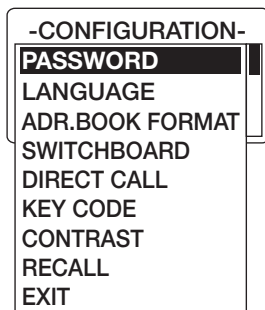 -CONFIGURATION-
PASSWORD
LANGUAGE
ADR.BOOK FORMAT
SWITCHBOARD
DIRECT CALL
KEY CODE
CONTRAST
RECALL
EXIT